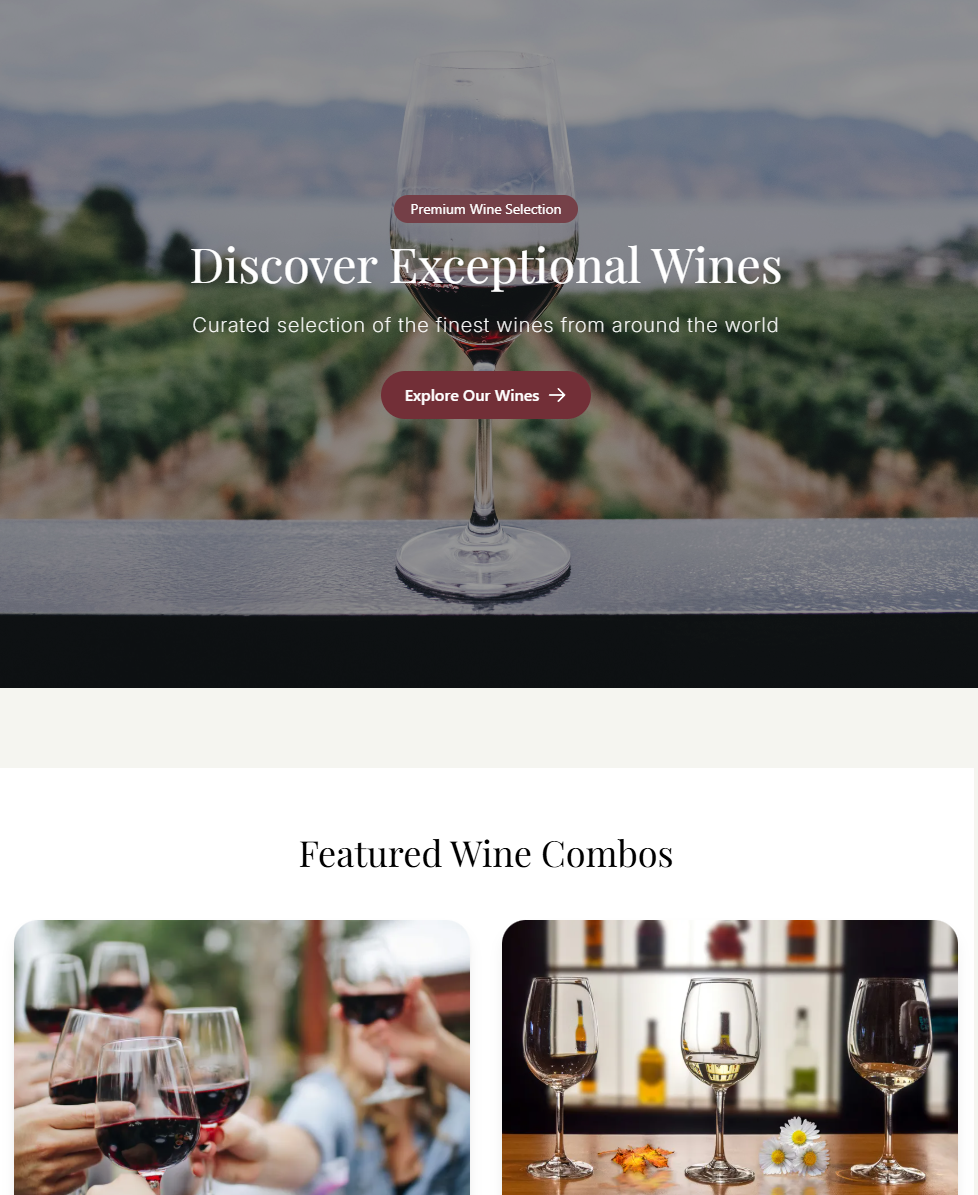 Premium Wine Selection
Discover Exceptional Wines
Curated selection of the finest wines from around the world
Explore Our Wines
Featured Wine Combos